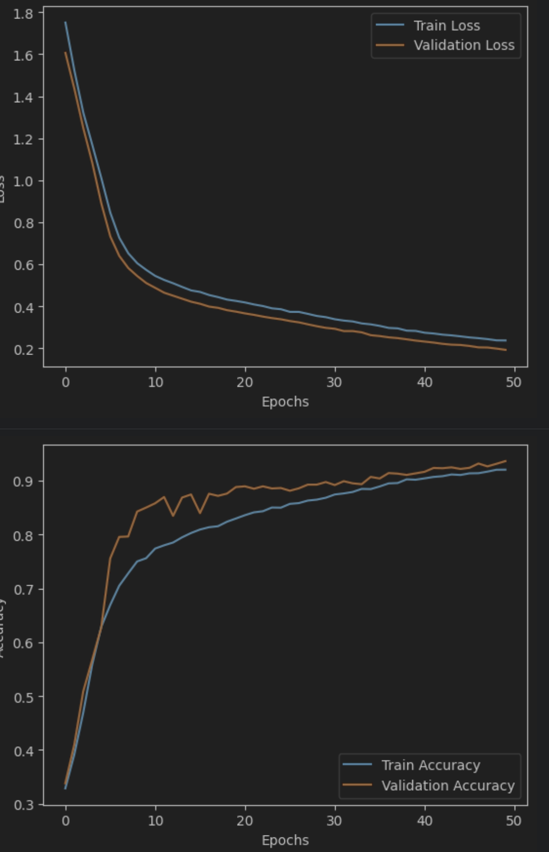 1.8
Train Loss
Validation Loss
1.6
1.4
1.2
1.0
Loss
0.8
0.6
0.4
0.2
0 10 20 30 40 50
Epochs
0.9
0.8
0.7
Accuracy
0.6
0.5
0.4
Train Accuracy
Validation Accuracy
0.3
0 10 20 30 40 50
Epochs